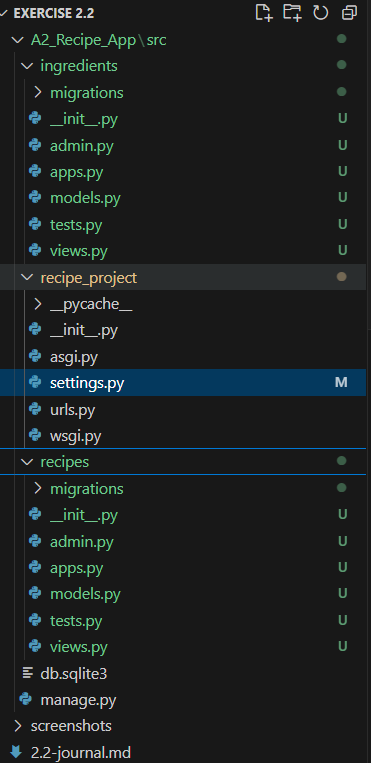 EXERCISE 2.2
A2_Recipe_App\src
ingredients
migrations
__init__.py U
admin.py U
apps.py U
models.py U
tests.py U
views.py U
recipe_project
__pycache__
__init__.py
asgi.py
settings.py M
urls.py
wsgi.py
recipes
migrations
__init__.py U
admin.py U
apps.py U
models.py U
tests.py U
views.py U
db.sqlite3
manage.py
screenshots
2.2-journal.md